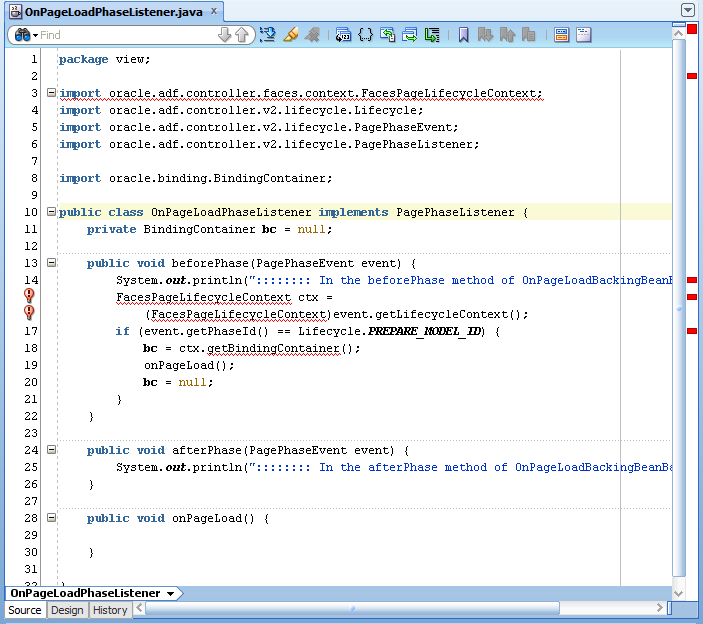 OnPageLoadPhaseListener.java x
Find
1 package view;
2
3 import oracle.adf.controller.faces.context.FacesPageLifecycleContext;
4 import oracle.adf.controller.v2.lifecycle.Lifecycle;
5 import oracle.adf.controller.v2.lifecycle.PagePhaseEvent;
6 import oracle.adf.controller.v2.lifecycle.PagePhaseListener;
7
8 import oracle.binding.BindingContainer;
9
10 public class OnPageLoadPhaseListener implements PagePhaseListener {
11 private BindingContainer bc = null;
12
13 public void beforePhase(PagePhaseEvent event) {
14 System.out.println(":::::::: In the beforePhase method of OnPageLoadBackingBeanB
FacesPageLifecycleContext ctx =
(FacesPageLifecycleContext)event.getLifecycleContext();
17 if (event.getPhaseId() == Lifecycle.PREPARE_MODEL_ID) {
18 bc = ctx.getBindingContainer();
19 onPageLoad();
20 bc = null;
21 }
22 }
23
24 public void afterPhase(PagePhaseEvent event) {
25 System.out.println(":::::::: In the afterPhase method of OnPageLoadBackingBeanBa
26 }
27
28 public void onPageLoad() {
29
30 }
31
32 }
OnPageLoadPhaseListener
Source Design History